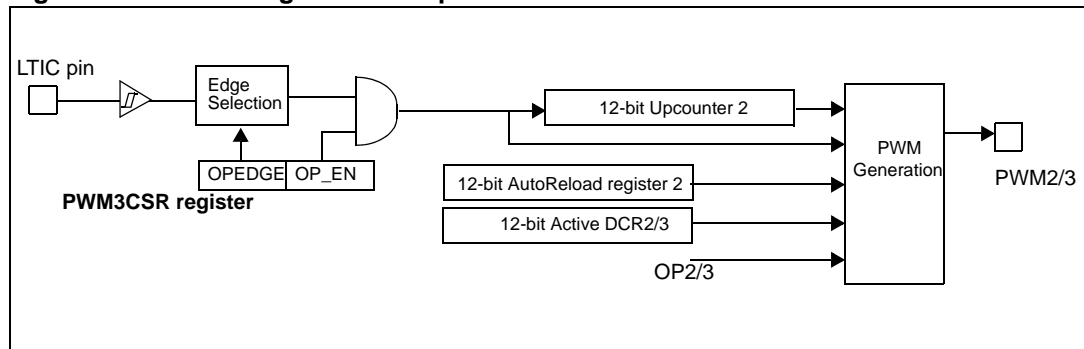 LTIC pin
Edge
Selection
12-bit Upcounter 2
PWM
Generation
OPEDGE OP_EN
12-bit AutoReload register 2
PWM2/3
PWM3CSR register
12-bit Active DCR2/3
OP2/3